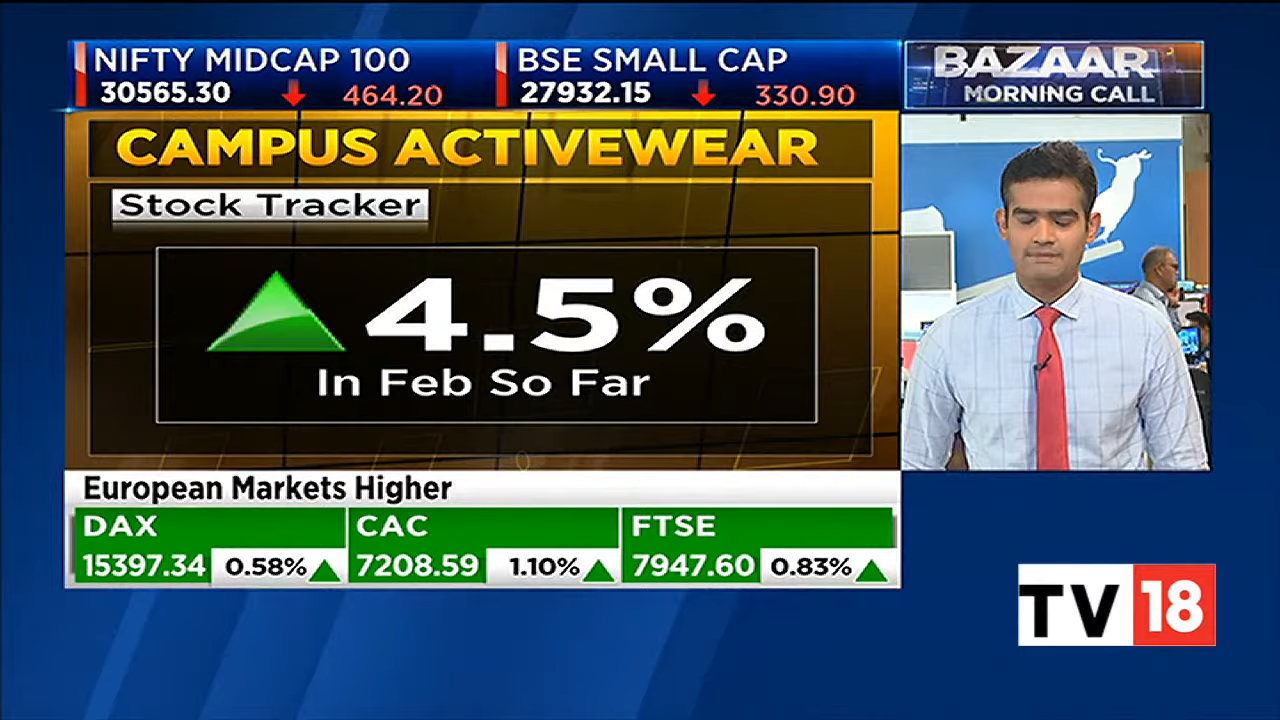 NIFTY MIDCAP 100
30565.30 464.20
BSE SMALL CAP
27932.15 330.90
BAZAAR
MORNING CALL
CAMPUS ACTIVEWEAR
Stock Tracker
4.5%
In Feb So Far
European Markets Higher
DAX
15397.34 0.58%
CAC
7208.59 1.10%
FTSE
7947.60 0.83%
TV18